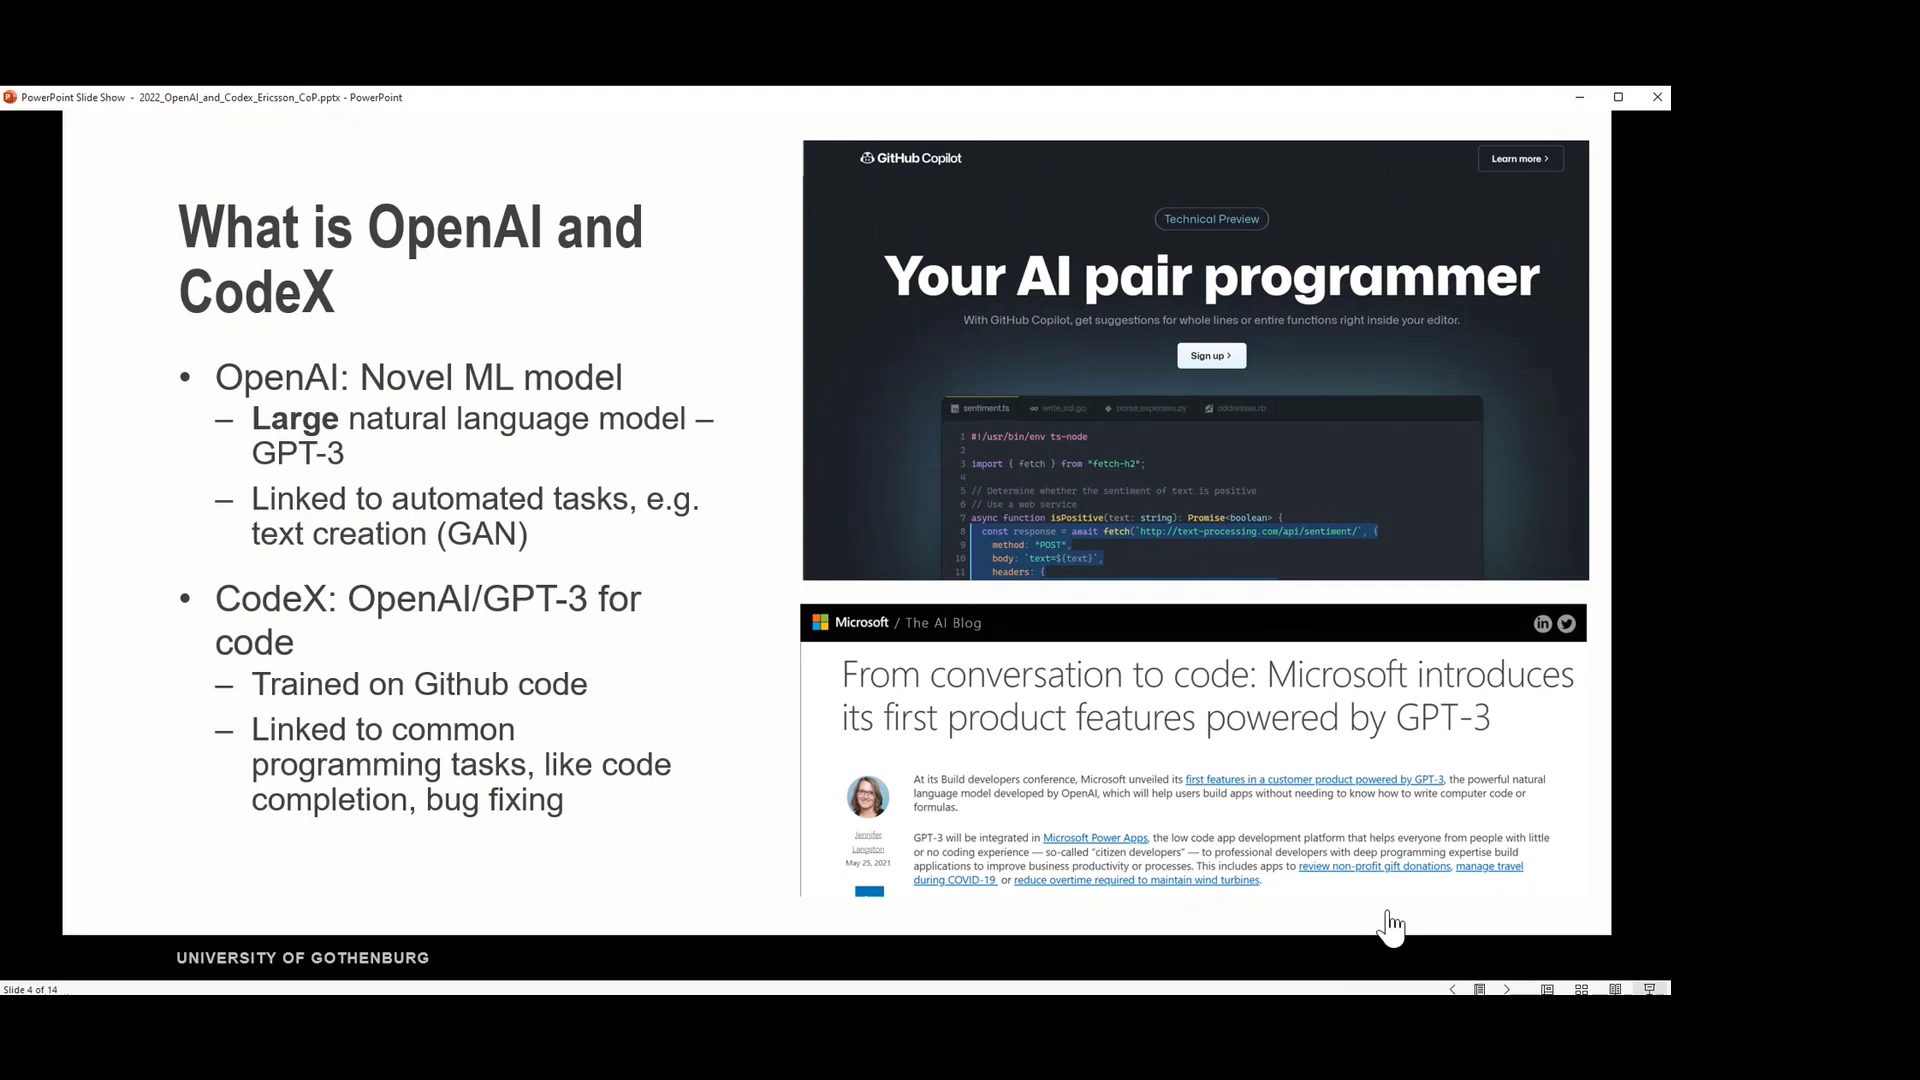 PowerPoint Slide Show - 2022_OpenAI_and_Codex_Ericsson_CoP.pptx - PowerPoint
What is OpenAI and
CodeX
• OpenAI: Novel ML model
– Large natural language model –
GPT-3
– Linked to automated tasks, e.g.
text creation (GAN)
• CodeX: OpenAI/GPT-3 for
code
– Trained on Github code
– Linked to common
programming tasks, like code
completion, bug fixing
GitHub Copilot
Learn more >
Technical Preview
Your AI pair programmer
With GitHub Copilot, get suggestions for whole lines or entire functions right inside your editor.
Sign up >
sentiment.ts write_sql.go parse_expenses.py addresses.rb
1 #!/usr/bin/env ts-node
2
3 import { fetch } from "fetch-h2";
4
5 // Determine whether the sentiment of text is positive
6 // Use a web service
7 async function isPositive(text: string): Promise<boolean> {
8 const response = await fetch(`http://text-processing.com/api/sentiment/`, {
9 method: "POST",
10 body: `text=${text}`,
11 headers: {
Microsoft / The AI Blog
From conversation to code: Microsoft introduces
its first product features powered by GPT-3
Jennifer
Langston
May 25, 2021
At its Build developers conference, Microsoft unveiled its first features in a customer product powered by GPT-3, the powerful natural
language model developed by OpenAI, which will help users build apps without needing to know how to write computer code or
formulas.
GPT-3 will be integrated in Microsoft Power Apps, the low code app development platform that helps everyone from people with little
or no coding experience — so-called “citizen developers” — to professional developers with deep programming expertise build
applications to improve business productivity or processes. This includes apps to review non-profit gift donations, manage travel
during COVID-19 or reduce overtime required to maintain wind turbines.
UNIVERSITY OF GOTHENBURG
Slide 4 of 14